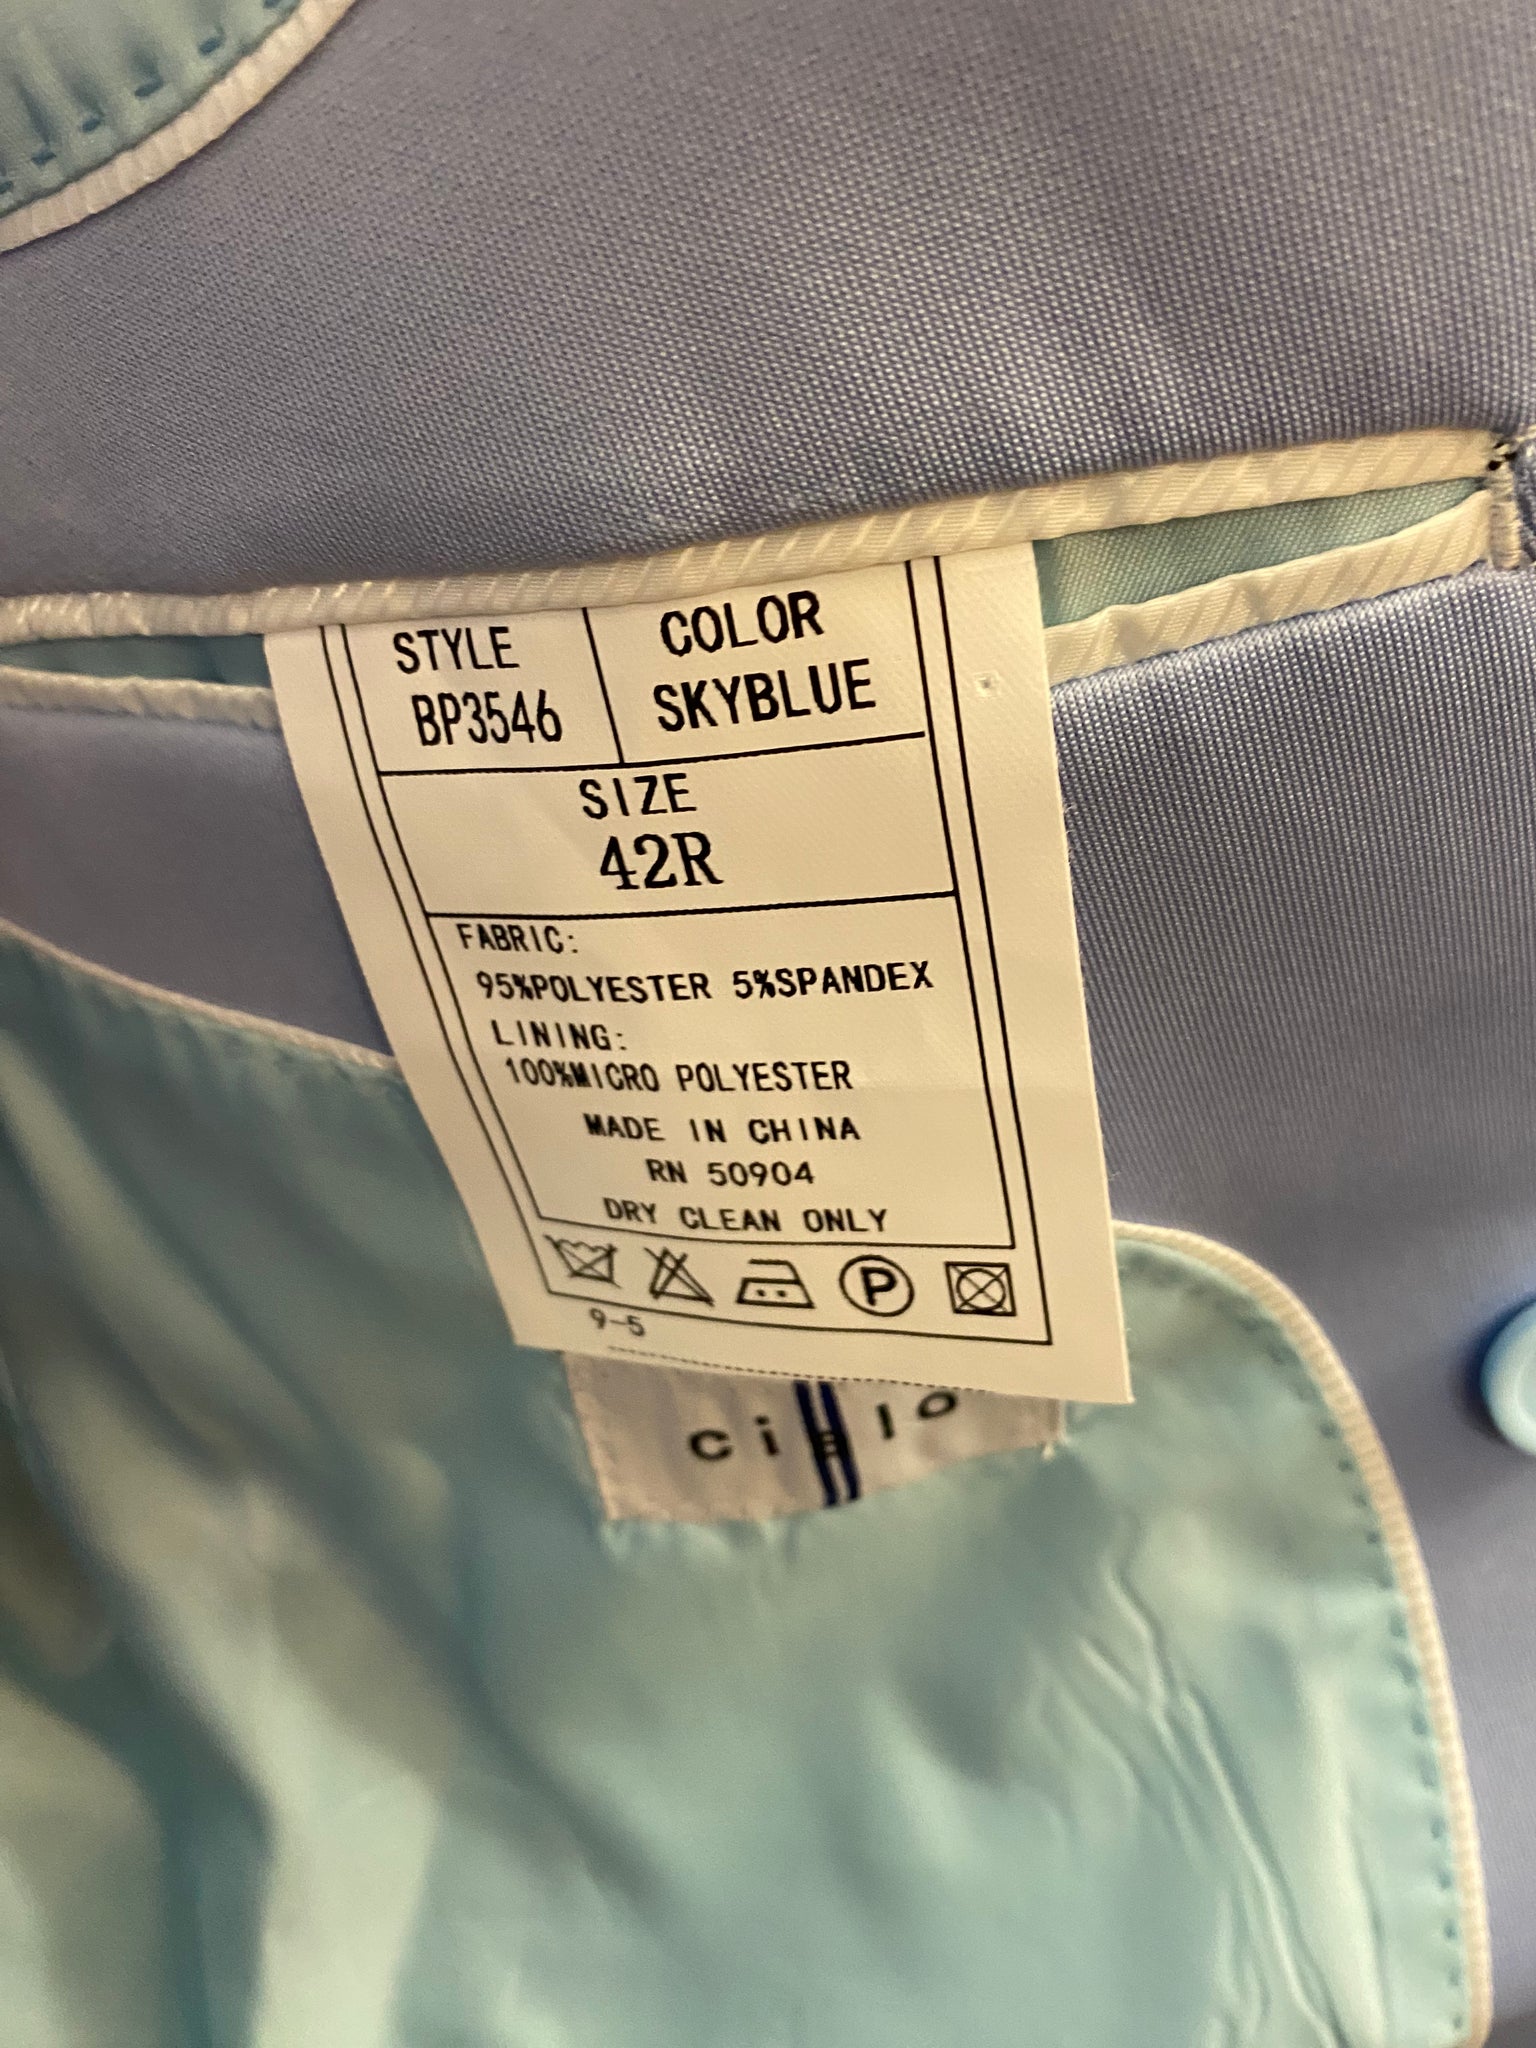 STYLE
BP3546
COLOR
SKYBLUE
SIZE
42R
FABRIC:
95%POLYESTER 5%SPANDEX
LINING:
100%MICRO POLYESTER
MADE IN CHINA
RN 50904
DRY CLEAN ONLY
P
9-5
cielo